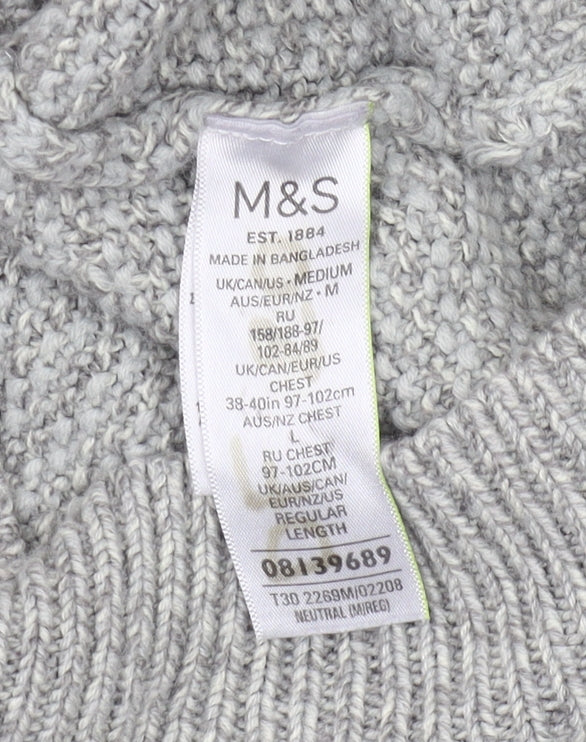 M&S
EST. 1884
MADE IN BANGLADESH
UK/CAN/US • MEDIUM
AUS/EUR/NZ • M
RU
158/188-97/
102-84/89
UK/CAN/EUR/US
CHEST
38-40in 97-102cm
AUS/NZ CHEST
L
RU CHEST
97-102CM
UK/AUS/CAN/
EUR/NZ/US
REGULAR
LENGTH
08139689
T30 2269M/02208
NEUTRAL (M/REG)